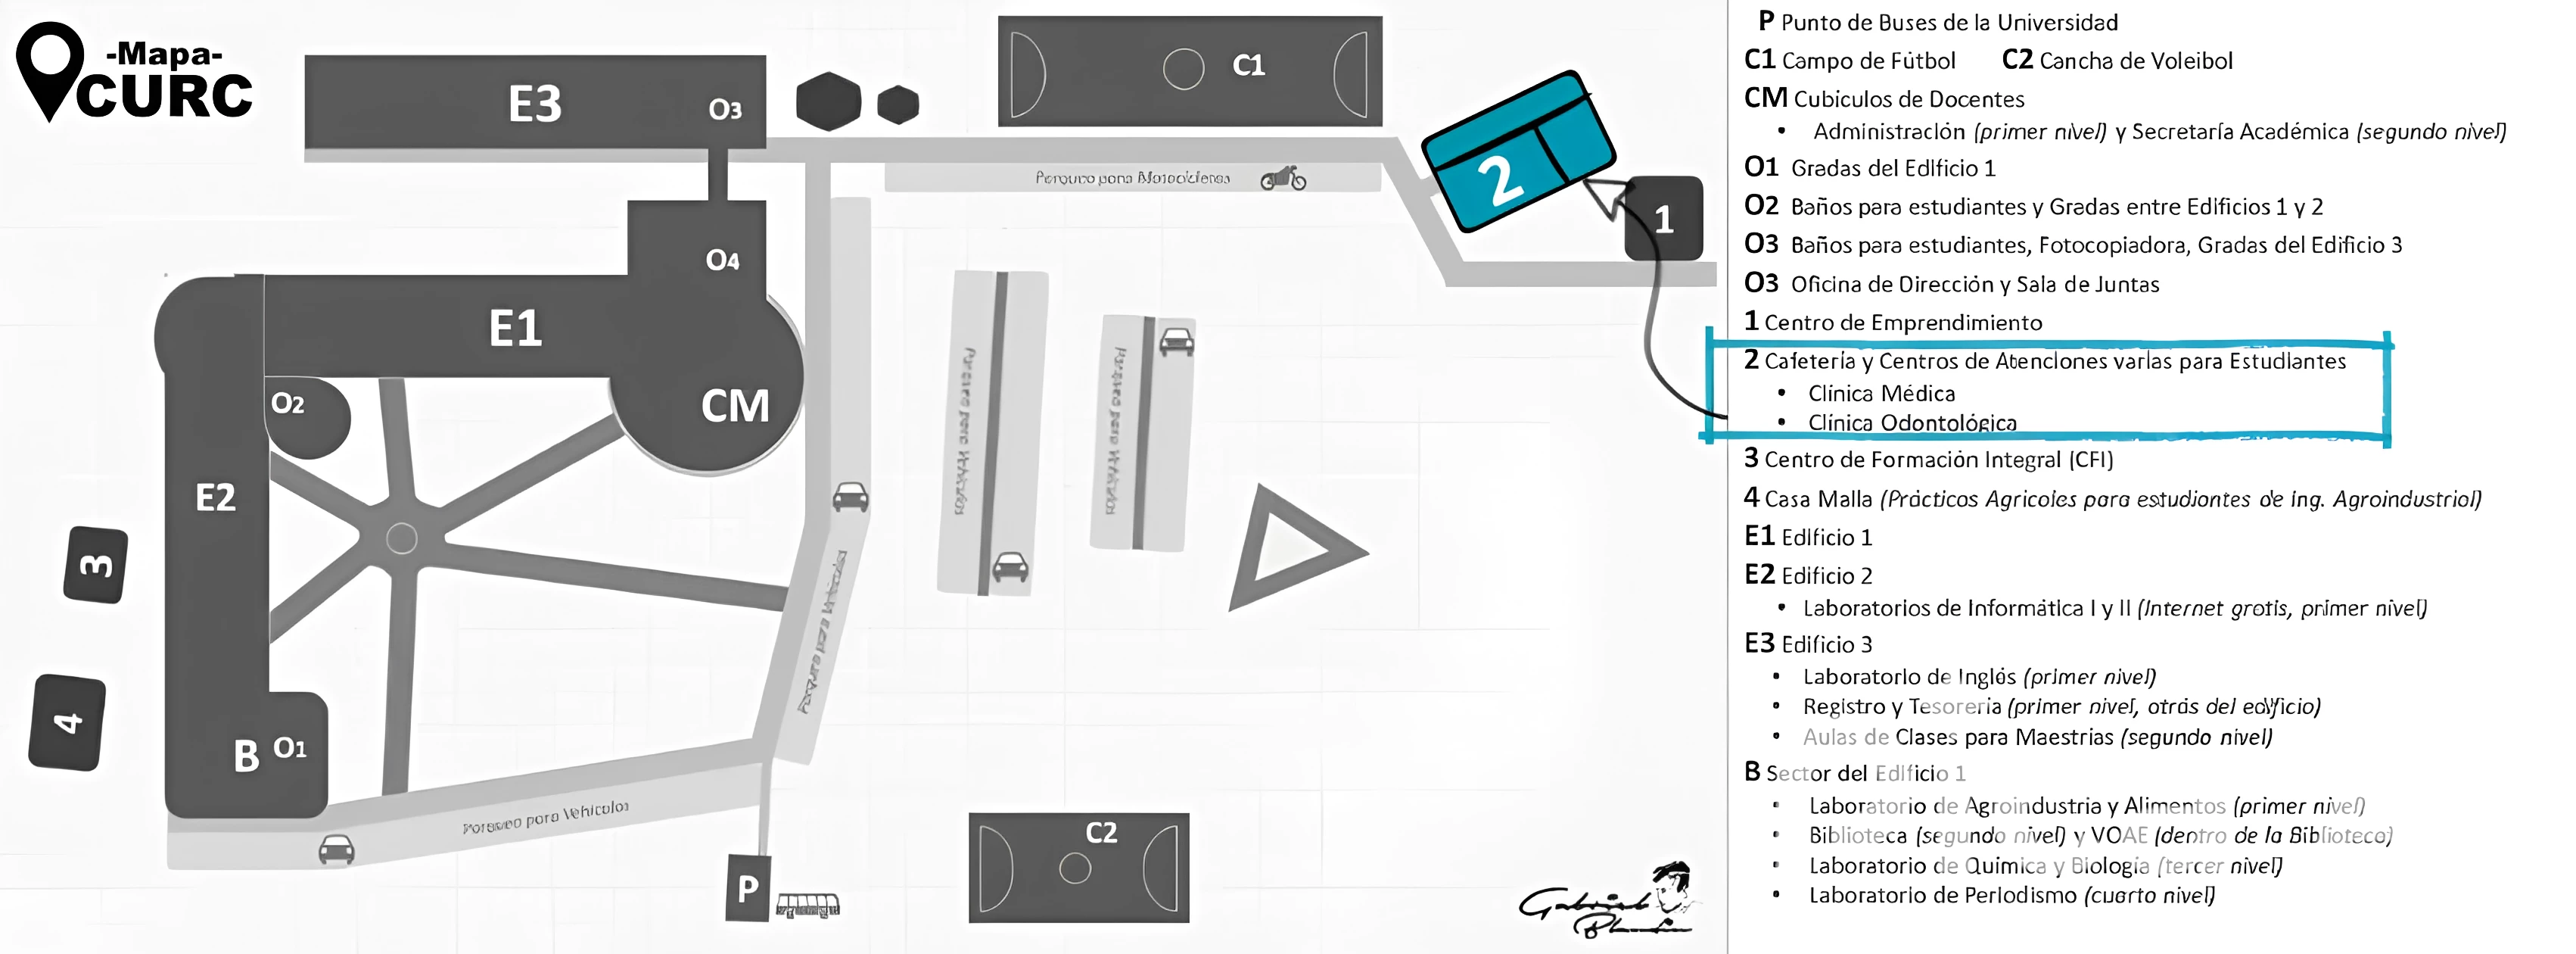 -Mapa-
CURC
E3
O3
C1
2
1
Parqueo para Motocicletas
O4
E1
CM
O2
E2
3
4
B O1
Parqueo para Vehículos
Parqueo para Vehículos
Parqueo para Vehículos
Parqueo para Vehículos
P
C2
Gabriel
P Punto de Buses de la Universidad
C1 Campo de Fútbol C2 Cancha de Voleibol
CM Cubículos de Docentes
• Administración (primer nivel) y Secretaría Académica (segundo nivel)
O1 Gradas del Edificio 1
O2 Baños para estudiantes y Gradas entre Edificios 1 y 2
O3 Baños para estudiantes, Fotocopiadora, Gradas del Edificio 3
O3 Oficina de Dirección y Sala de Juntas
1 Centro de Emprendimiento
2 Cafetería y Centros de Atenciones varias para Estudiantes
• Clínica Médica
• Clínica Odontológica
3 Centro de Formación Integral (CFI)
4 Casa Malla (Prácticos Agrícolas para estudiantes de Ing. Agroindustrial)
E1 Edificio 1
E2 Edificio 2
• Laboratorios de Informática I y II (Internet gratis, primer nivel)
E3 Edificio 3
• Laboratorio de Inglés (primer nivel)
• Registro y Tesorería (primer nivel, atrás del edificio)
• Aulas de Clases para Maestrías (segundo nivel)
B Sector del Edificio 1
• Laboratorio de Agroindustria y Alimentos (primer nivel)
• Biblioteca (segundo nivel) y VOAE (dentro de la Biblioteca)
• Laboratorio de Química y Biología (tercer nivel)
• Laboratorio de Periodismo (cuarto nivel)